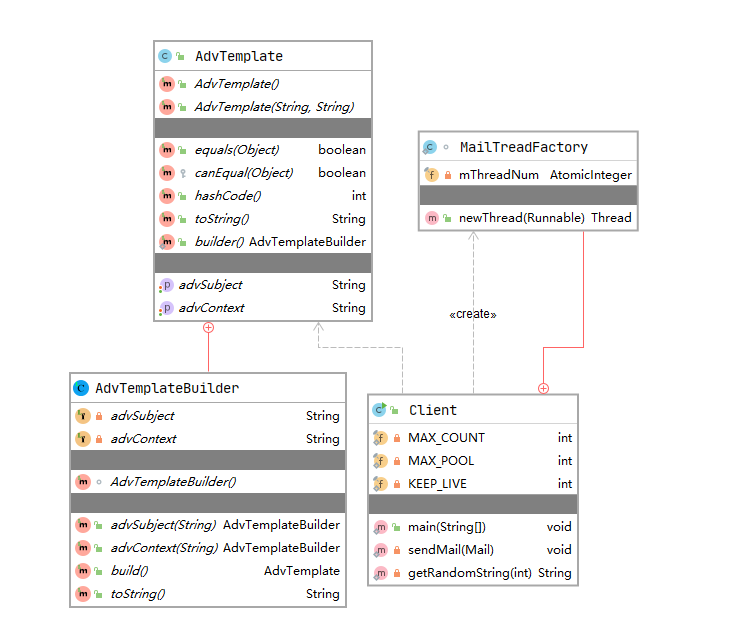 AdvTemplate
AdvTemplate()
AdvTemplate(String, String)
equals(Object) boolean
canEqual(Object) boolean
hashCode() int
toString() String
builder() AdvTemplateBuilder
advSubject String
advContext String
MailTreadFactory
mThreadNum AtomicInteger
newThread(Runnable) Thread
«create»
AdvTemplateBuilder
advSubject String
advContext String
AdvTemplateBuilder()
advSubject(String) AdvTemplateBuilder
advContext(String) AdvTemplateBuilder
build() AdvTemplate
toString() String
Client
MAX_COUNT int
MAX_POOL int
KEEP_LIVE int
main(String[]) void
sendMail(Mail) void
getRandomString(int) String